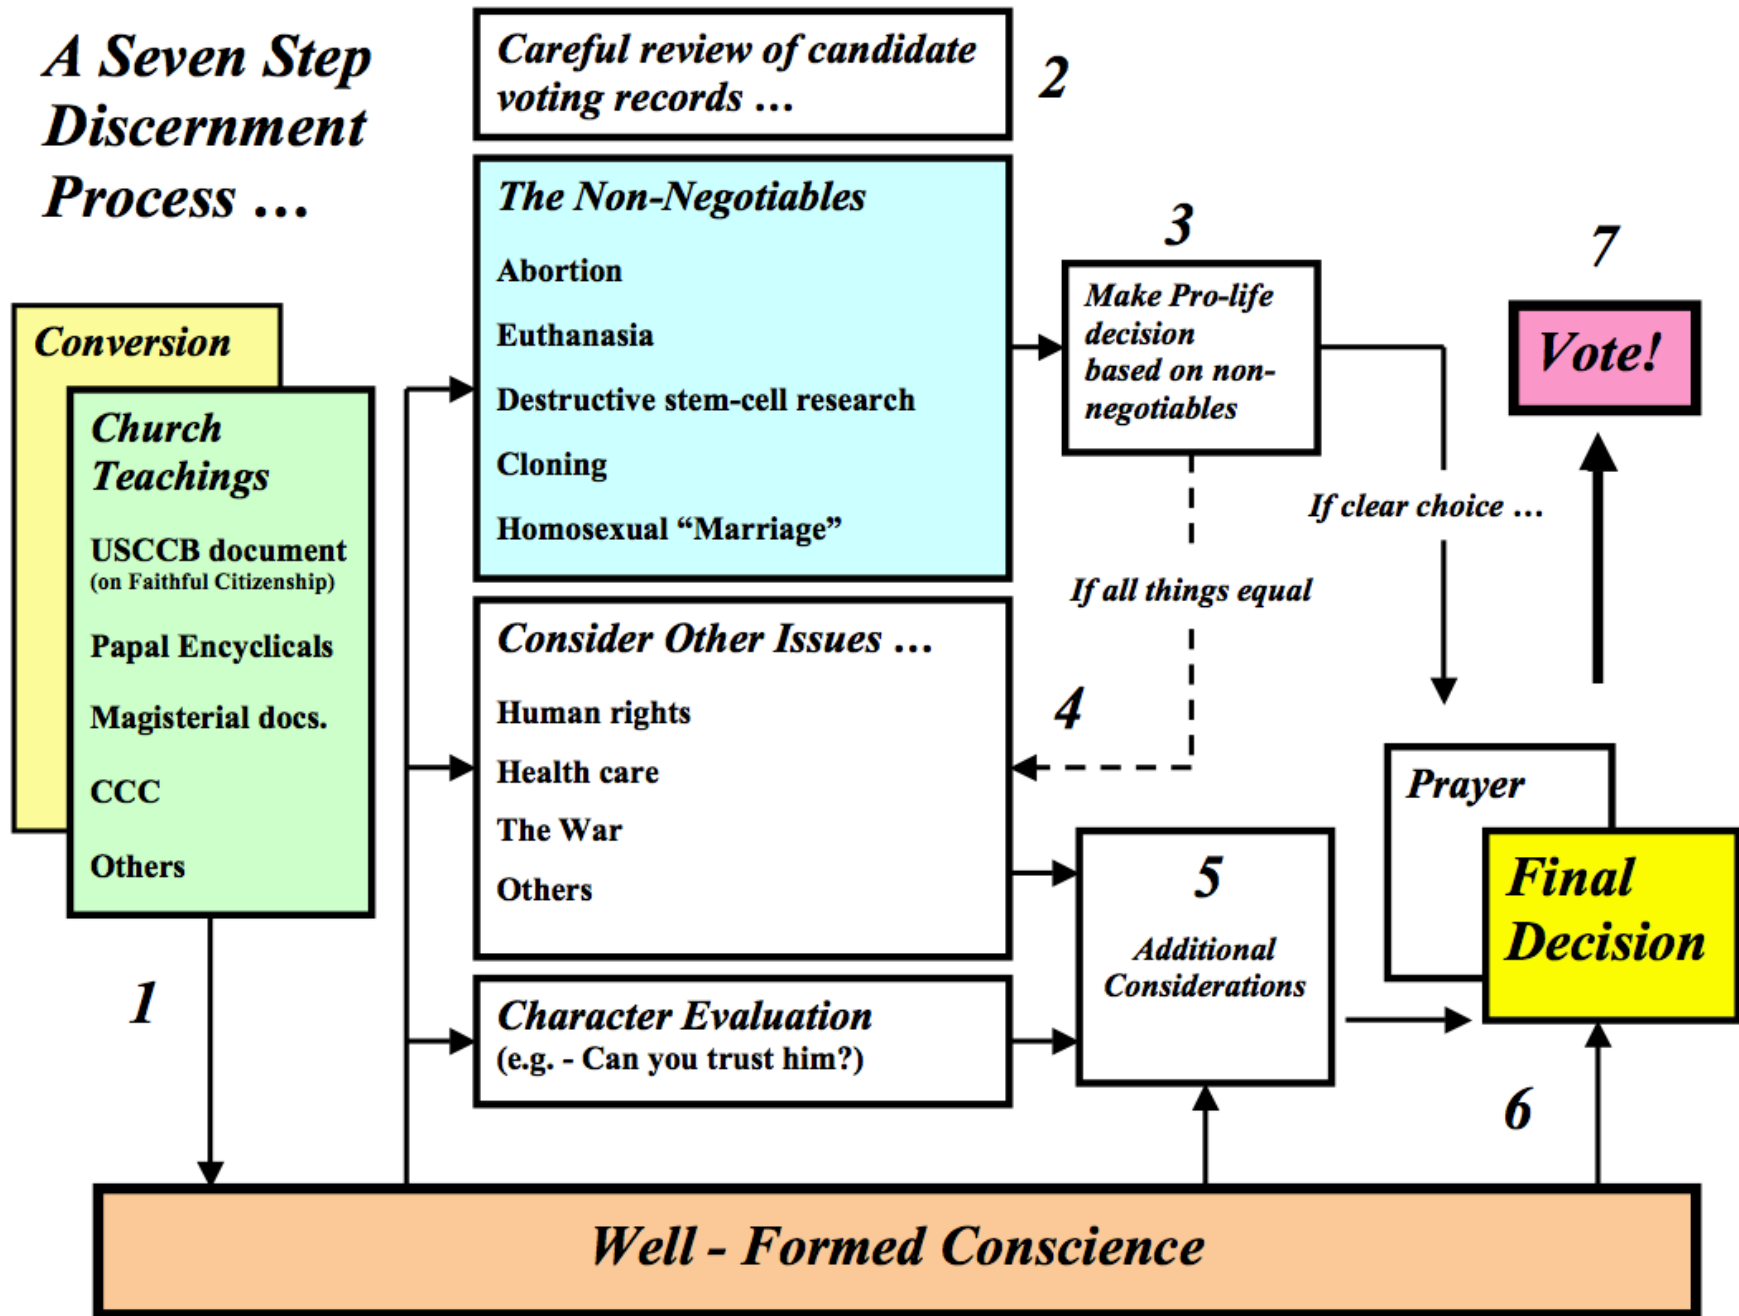 A Seven Step
Discernment
Process …
Careful review of candidate
voting records …
2
The Non-Negotiables
Abortion
Euthanasia
Destructive stem-cell research
Cloning
Homosexual “Marriage”
3
Make Pro-life
decision
based on non-
negotiables
7
Vote!
Conversion
Church
Teachings
USCCB document
(on Faithful Citizenship)
Papal Encyclicals
Magisterial docs.
CCC
Others
1
If clear choice …
If all things equal
Consider Other Issues …
Human rights
Health care
The War
Others
4
Character Evaluation
(e.g. - Can you trust him?)
5
Additional
Considerations
Prayer
Final
Decision
6
Well - Formed Conscience